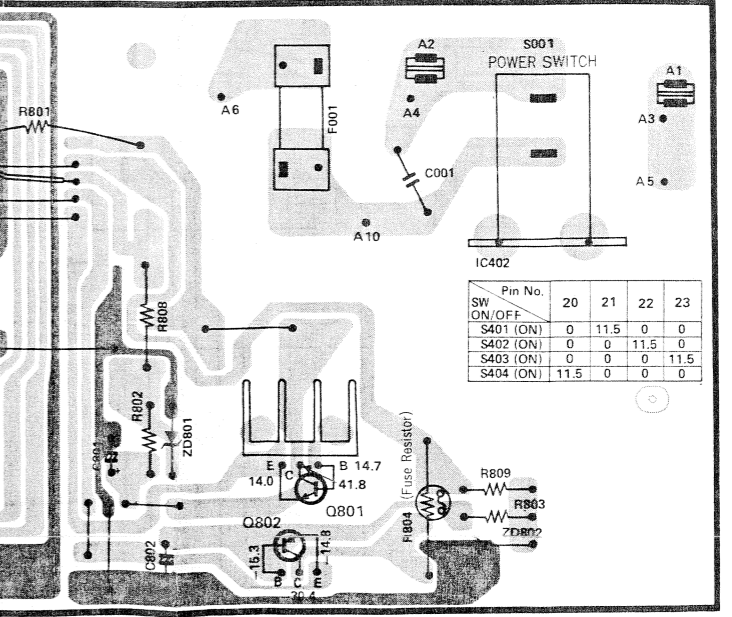 A2
S001
POWER SWITCH
A1
R801
A6
F001
A4
A3
C001
A5
A10
IC402
Pin No.
SW
ON/OFF
20 21 22 23
S401 (ON) 0 11.5 0 0
S402 (ON) 0 0 11.5 0
S403 (ON) 0 0 0 11.5
S404 (ON) 11.5 0 0 0
R808
R802
ZD801
C801
E
C
B 14.7
14.0
41.8
Q801
(Fuse Resistor)
R804
R809
R803
ZD802
Q802
-15.3
-14.8
C802
B C E